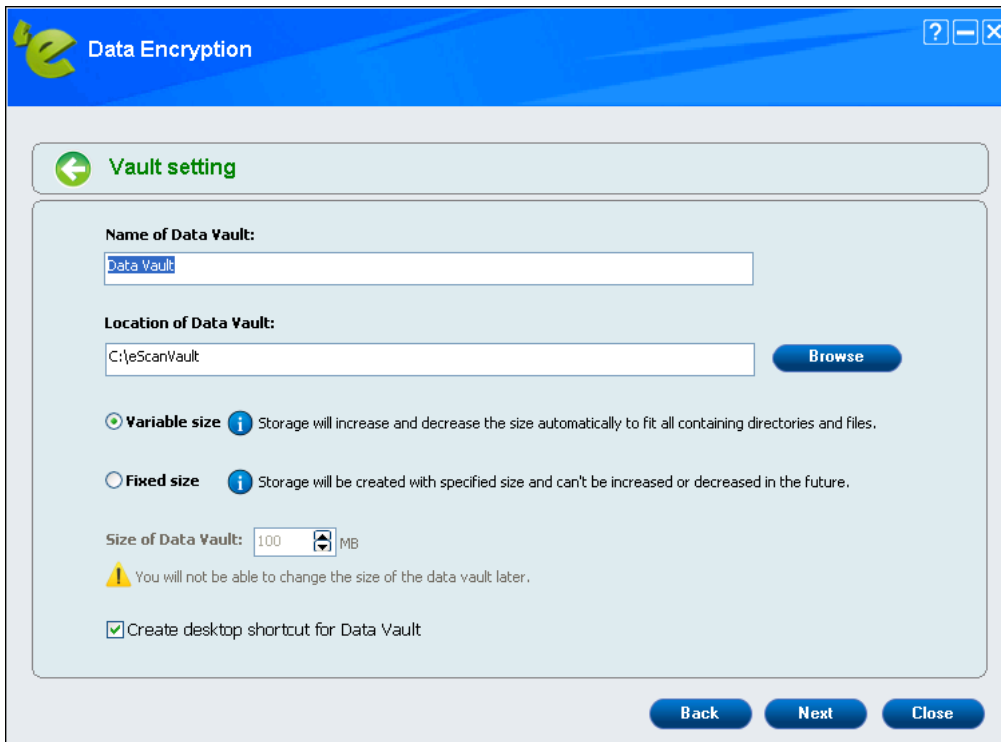 Data Encryption
Vault setting
Name of Data Vault:
Data Vault
Location of Data Vault:
C:\eScanVault
Browse
Variable size Storage will increase and decrease the size automatically to fit all containing directories and files.
Fixed size Storage will be created with specified size and can't be increased or decreased in the future.
Size of Data Vault: 100 MB
You will not be able to change the size of the data vault later.
Create desktop shortcut for Data Vault
Back Next Close